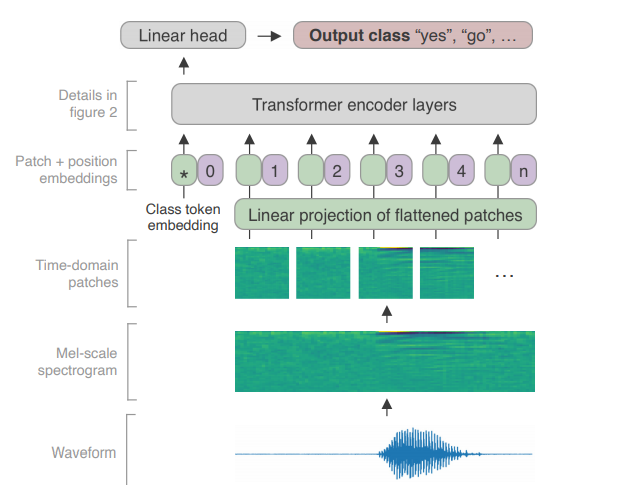 Linear head
Output class “yes”, “go”, ...
Details in
figure 2
Transformer encoder layers
Patch + position
embeddings
* 0 1 2 3 4 n
Class token
embedding
Linear projection of flattened patches
Time-domain
patches
...
Mel-scale
spectrogram
Waveform